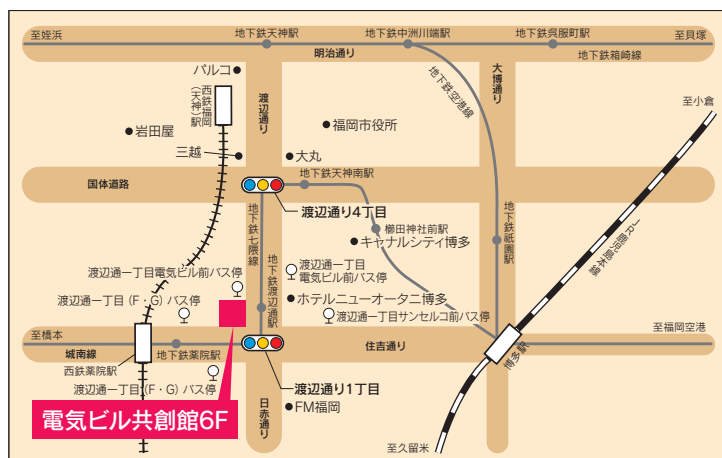 至姪浜
地下鉄天神駅
地下鉄中洲川端駅
地下鉄呉服町駅
至貝塚
明治通り
地下鉄箱崎線
パルコ
西鉄福岡
(天神)駅
渡辺通り
地下鉄空港線
大博通り
至小倉
岩田屋
福岡市役所
三越
大丸
国体道路
地下鉄天神南駅
渡辺通り4丁目
櫛田神社前駅
キャナルシティ博多
地下鉄祇園駅
JR鹿児島本線
地下鉄七隈線
地下鉄渡辺通駅
渡辺通一丁目
電気ビル前バス停
渡辺通一丁目電気ビル前バス停
渡辺通一丁目(F・G)バス停
ホテルニューオータニ博多
渡辺通一丁目サンセルコ前バス停
至橋本
至福岡空港
城南線
地下鉄薬院駅
住吉通り
博多駅
西鉄薬院駅
渡辺通一丁目(F・G)バス停
渡辺通り1丁目
電気ビル共創館6F
日赤通り
FM福岡
至久留米